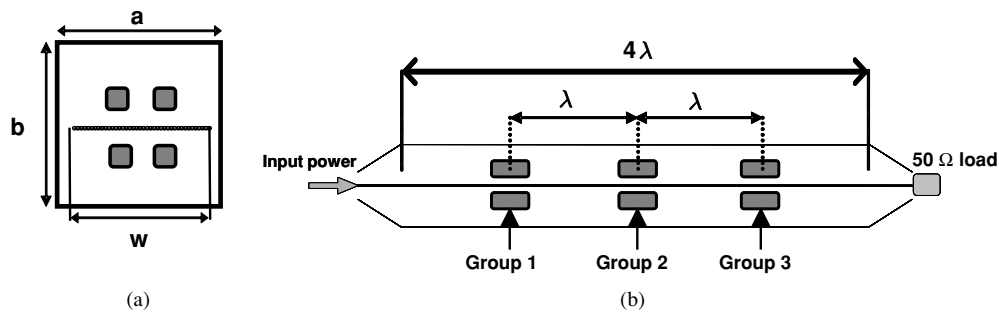 a
b
w
(a)
4λ
λ
λ
Input power
50 Ω load
Group 1
Group 2
Group 3
(b)